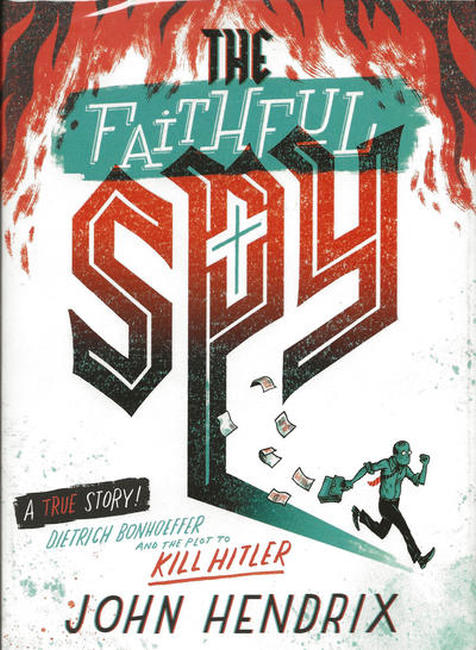 THE
FAiTHFUL
SPY
A TRUE STORY!
DIETRICH BONHOEFFER
AND THE PLOT TO
KILL HITLER
JOHN HENDRIX